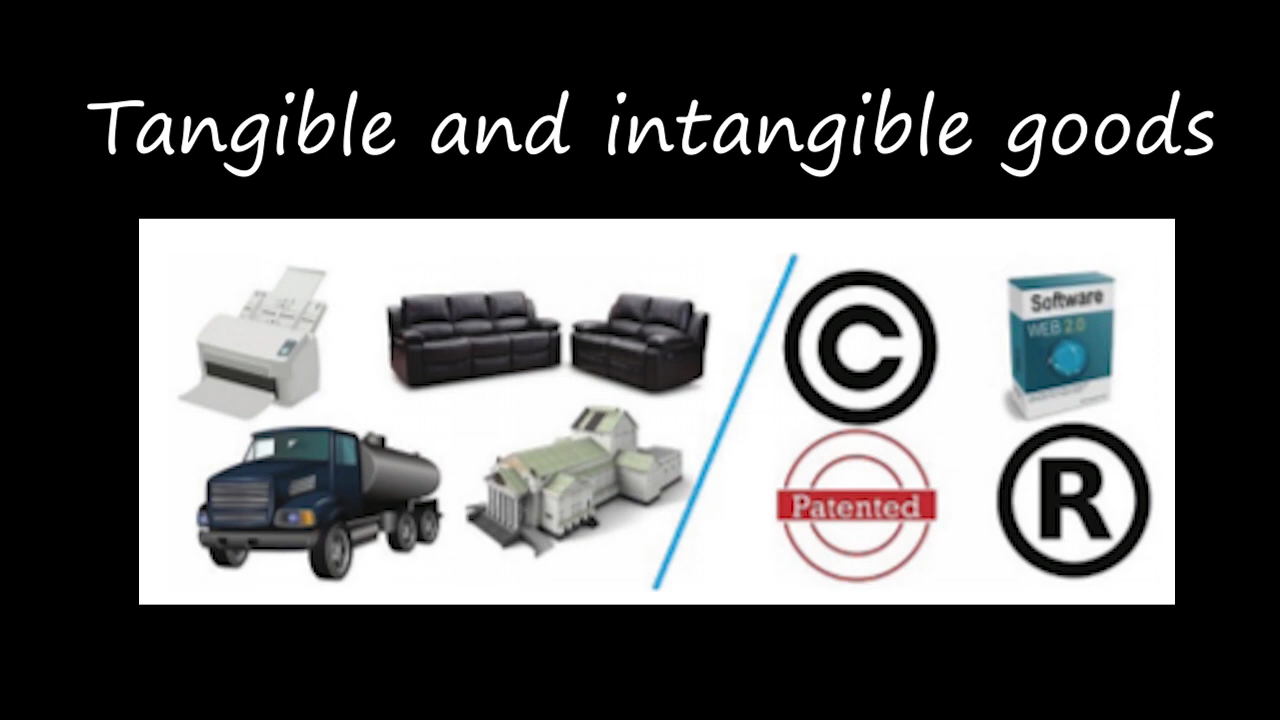 Tangible and intangible goods
C
Software
WEB 2.0
Patented
R